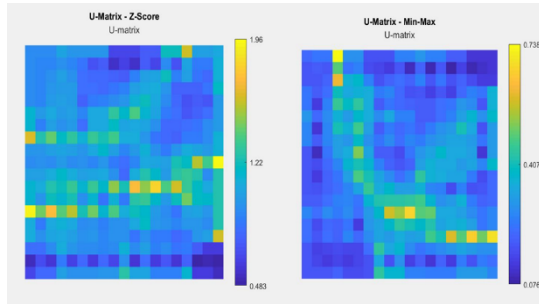 U-Matrix - Z-Score
U-matrix
1.96
1.22
0.483
U-Matrix - Min-Max
U-matrix
0.738
0.407
0.076